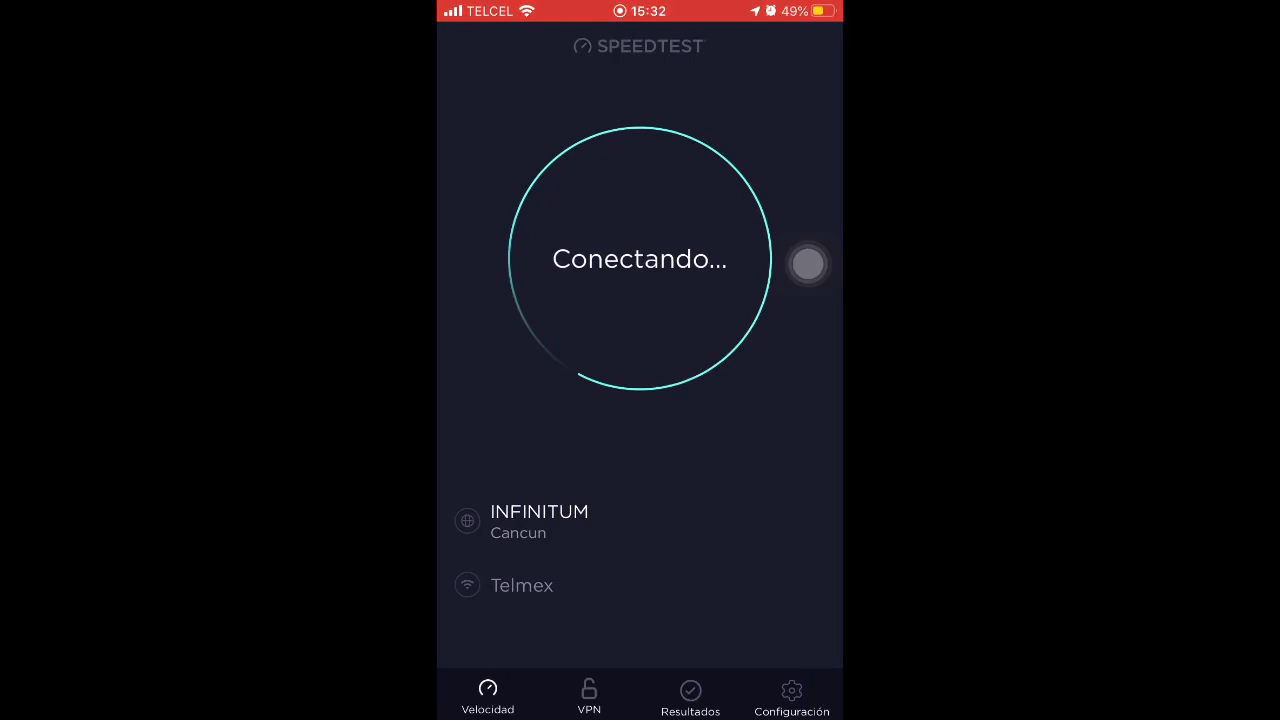 TELCEL 15:32 49%
SPEEDTEST
Conectando...
INFINITUM
Cancun
Telmex
Velocidad VPN Resultados Configuración